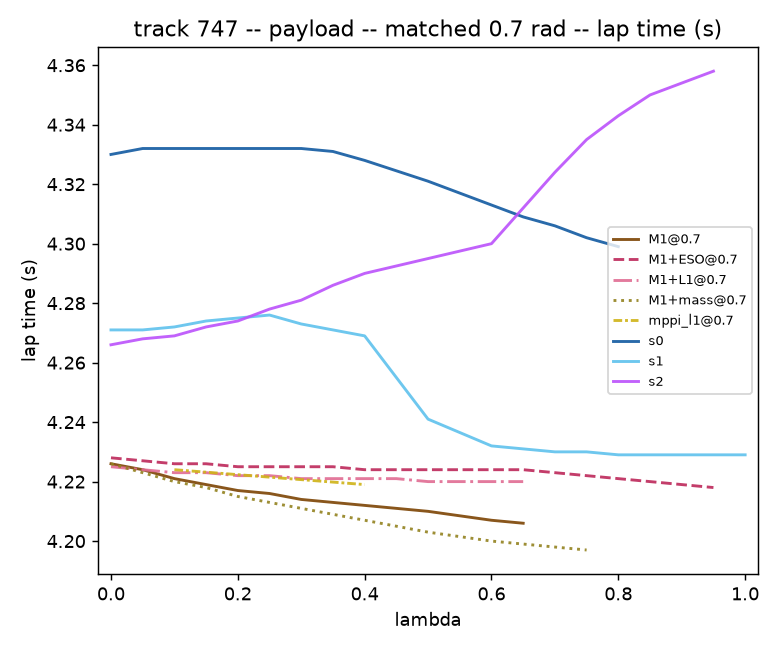 track 747 -- payload -- matched 0.7 rad -- lap time (s)
lap time (s)
4.36
4.34
4.32
4.30
4.28
4.26
4.24
4.22
4.20
M1@0.7
M1+ESO@0.7
M1+L1@0.7
M1+mass@0.7
mppi_l1@0.7
s0
s1
s2
0.0 0.2 0.4 0.6 0.8 1.0
lambda